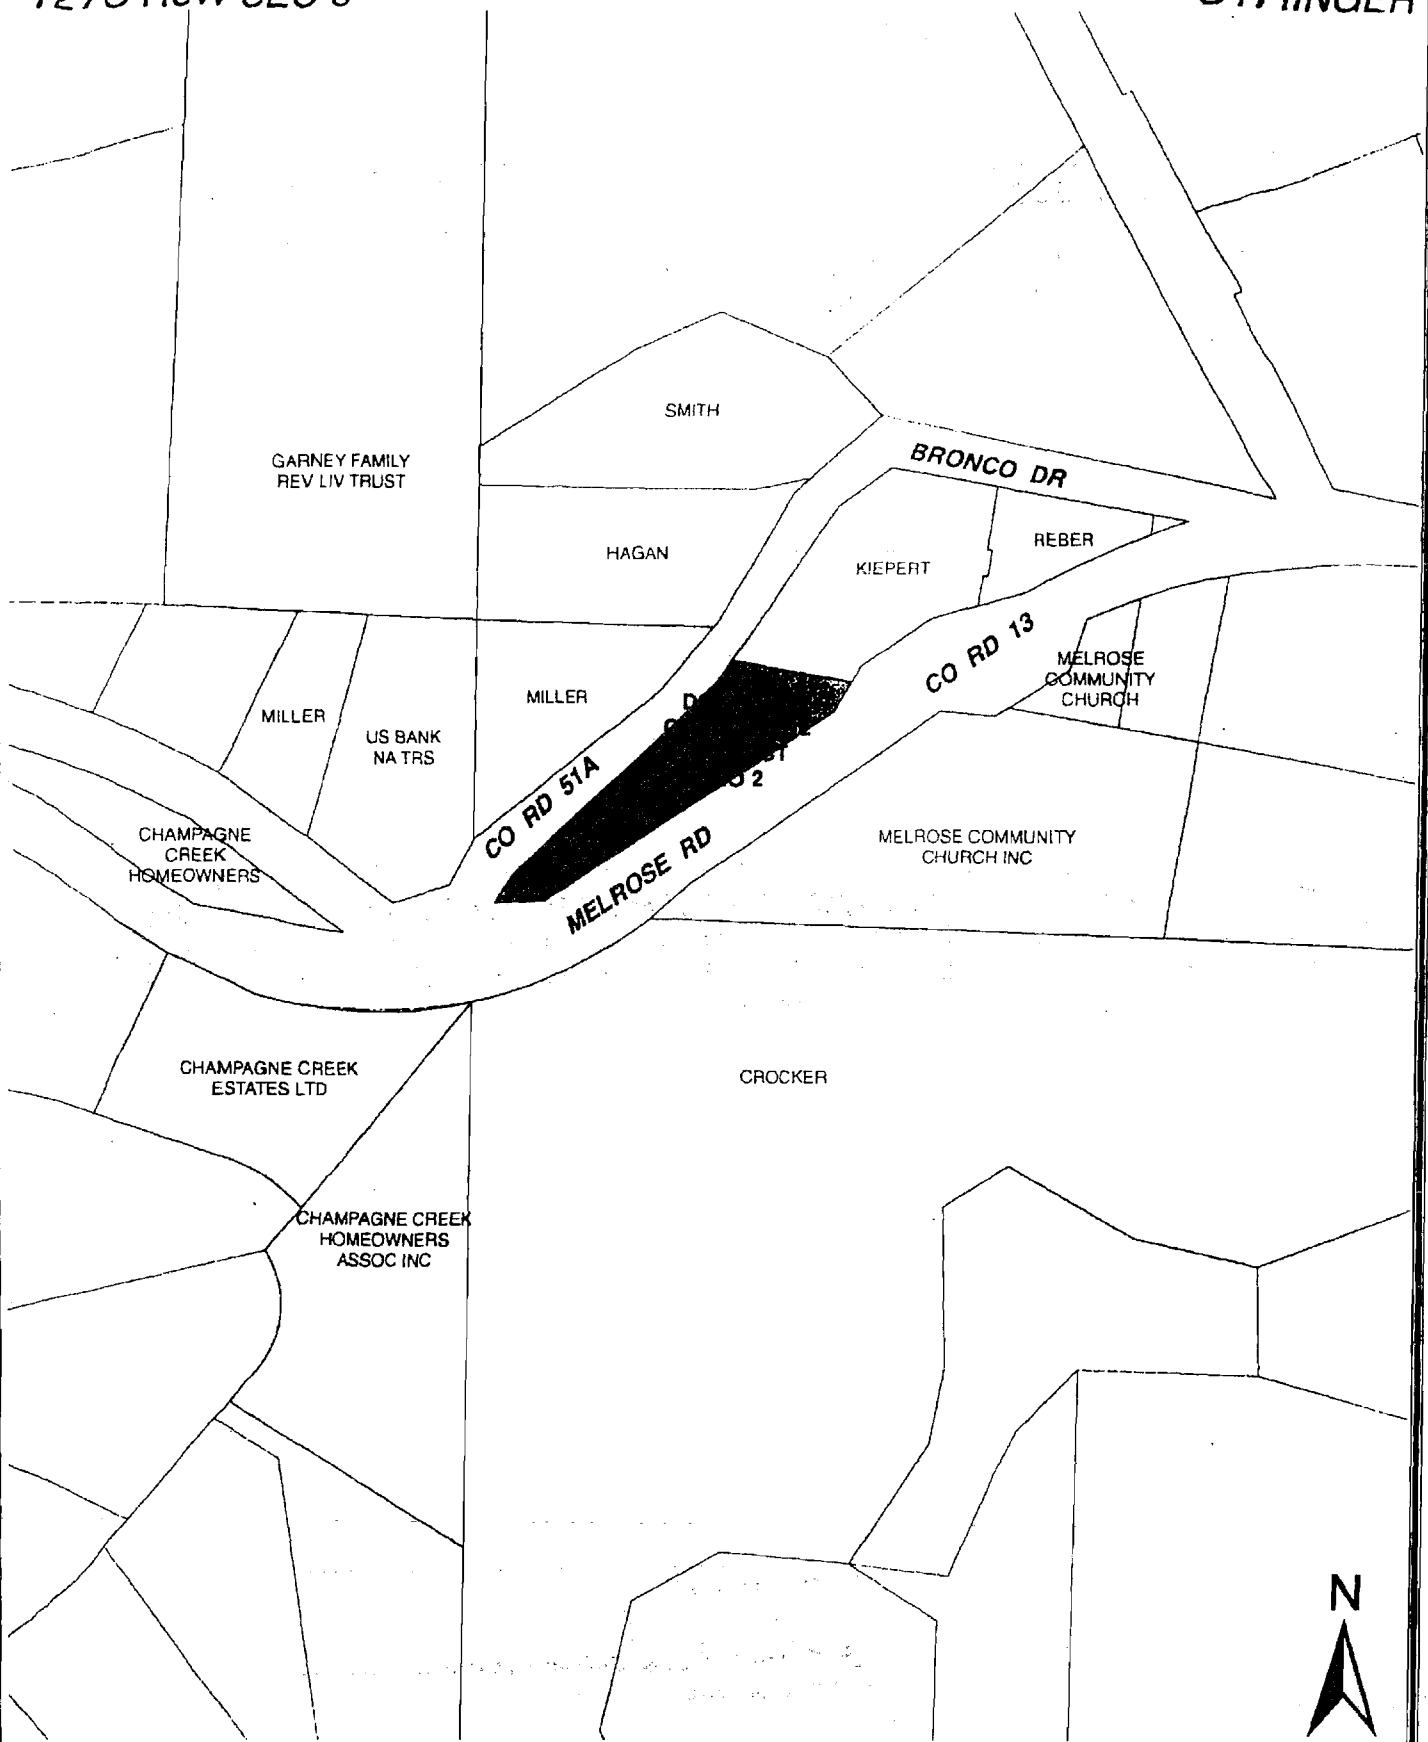 SMITH
GARNEY FAMILY
REV LIV TRUST
BRONCO DR
HAGAN
REBER
KIEPERT
CO RD 13
MELROSE
COMMUNITY
CHURCH
MILLER
MILLER
US BANK
NA TRS
2
CO RD 51A
MELROSE RD
CHAMPAGNE
CREEK
HOMEOWNERS
MELROSE COMMUNITY
CHURCH INC
CHAMPAGNE CREEK
ESTATES LTD
CROCKER
CHAMPAGNE CREEK
HOMEOWNERS
ASSOC INC
N